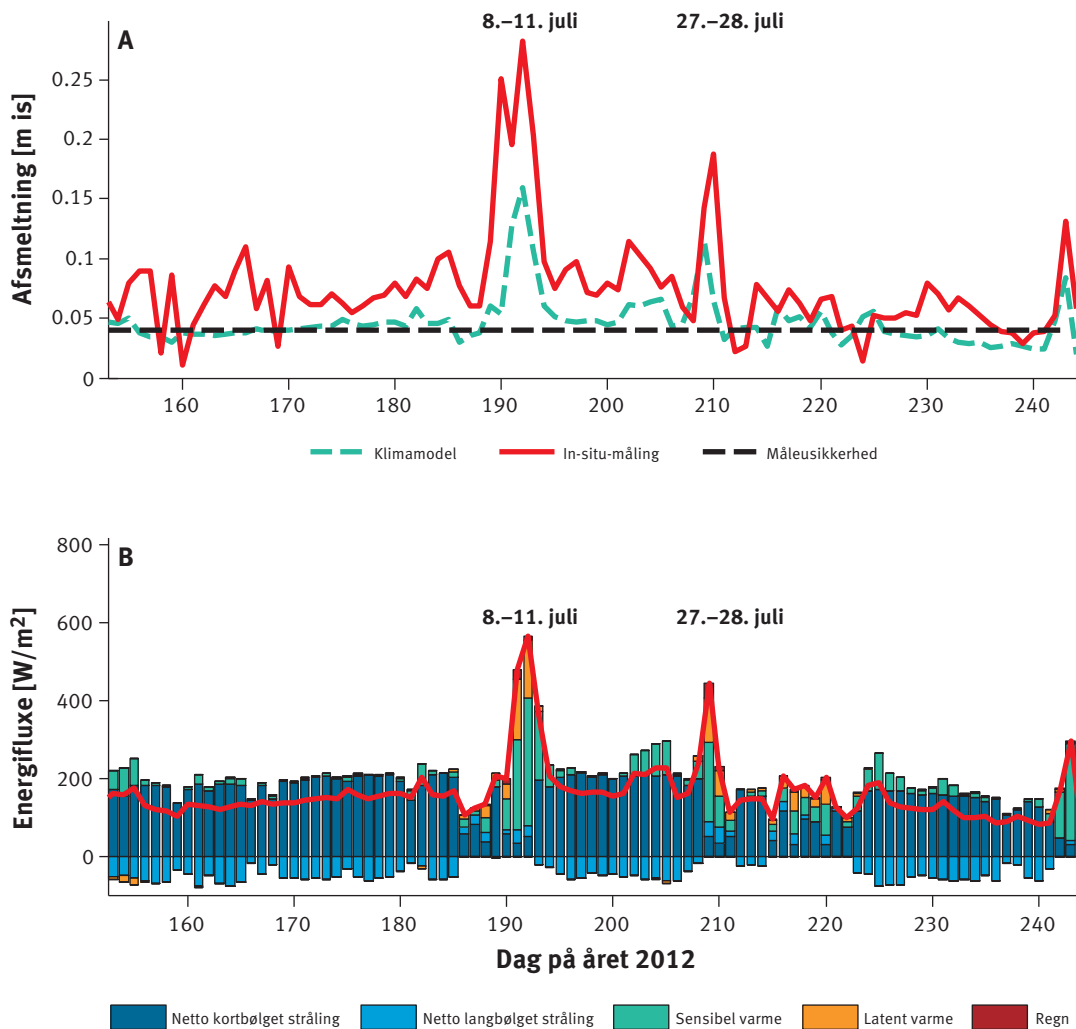 A
8.–11. juli
27.–28. juli
Afsmeltning [m is]
0.25
0.2
0.15
0.1
0.05
0
160
170
180
190
200
210
220
230
240
Klimamodel
In-situ-måling
Måleusikkerhed
B
8.–11. juli
27.–28. juli
Energifluxe [W/m²]
800
600
400
200
0
160
170
180
190
200
210
220
230
240
Dag på året 2012
Netto kortbølget stråling
Netto langbølget stråling
Sensibel varme
Latent varme
Regn